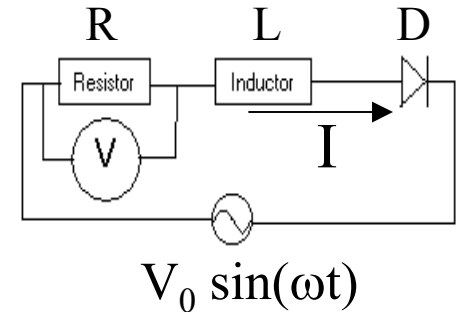 R L D
Resistor Inductor
V
I
V₀ sin(ωt)